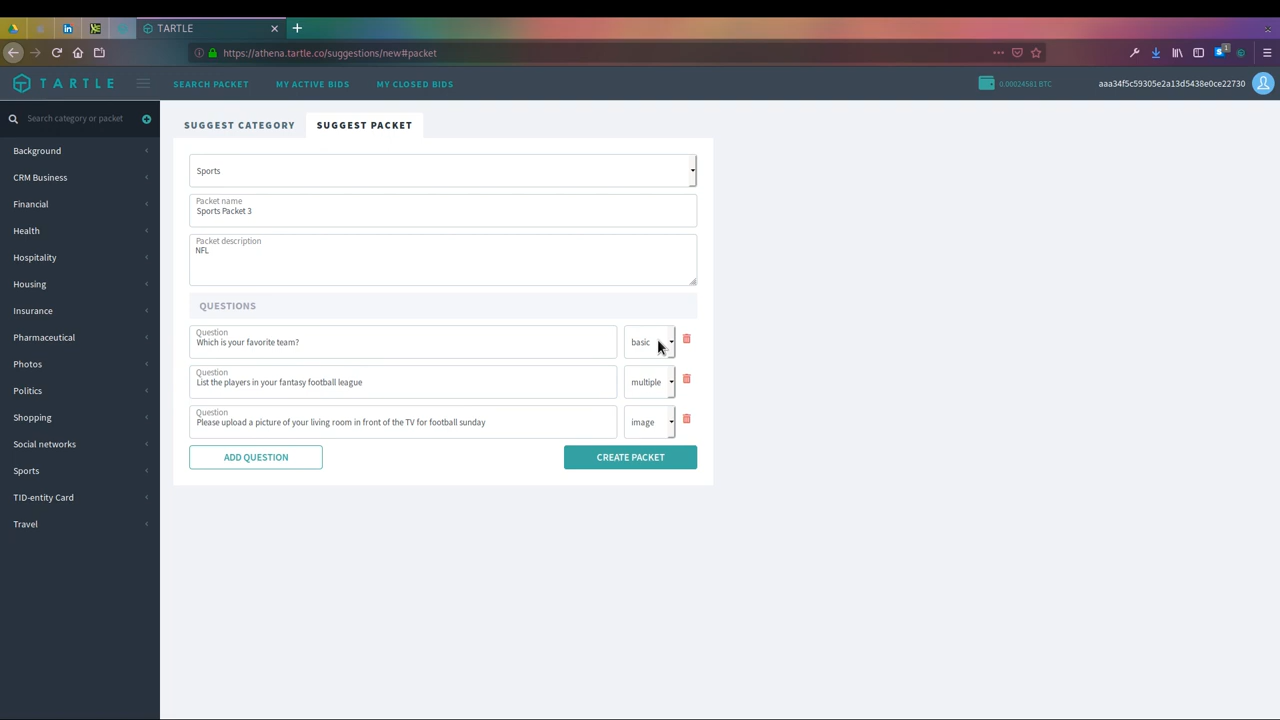 TARTLE
https://athena.tartle.co/suggestions/new#packet
1
TARTLE
SEARCH PACKET
MY ACTIVE BIDS
MY CLOSED BIDS
0.00024581 BTC
aaa34f5c59305e2a13d5438e0ce22730
Search category or packet
Background
CRM Business
Financial
Health
Hospitality
Housing
Insurance
Pharmaceutical
Photos
Politics
Shopping
Social networks
Sports
TID-entity Card
Travel
SUGGEST CATEGORY
SUGGEST PACKET
Sports
Packet name
Sports Packet 3
Packet description
NFL
QUESTIONS
Question
Which is your favorite team?
basic
Question
List the players in your fantasy football league
multiple
Question
Please upload a picture of your living room in front of the TV for football sunday
image
ADD QUESTION
CREATE PACKET